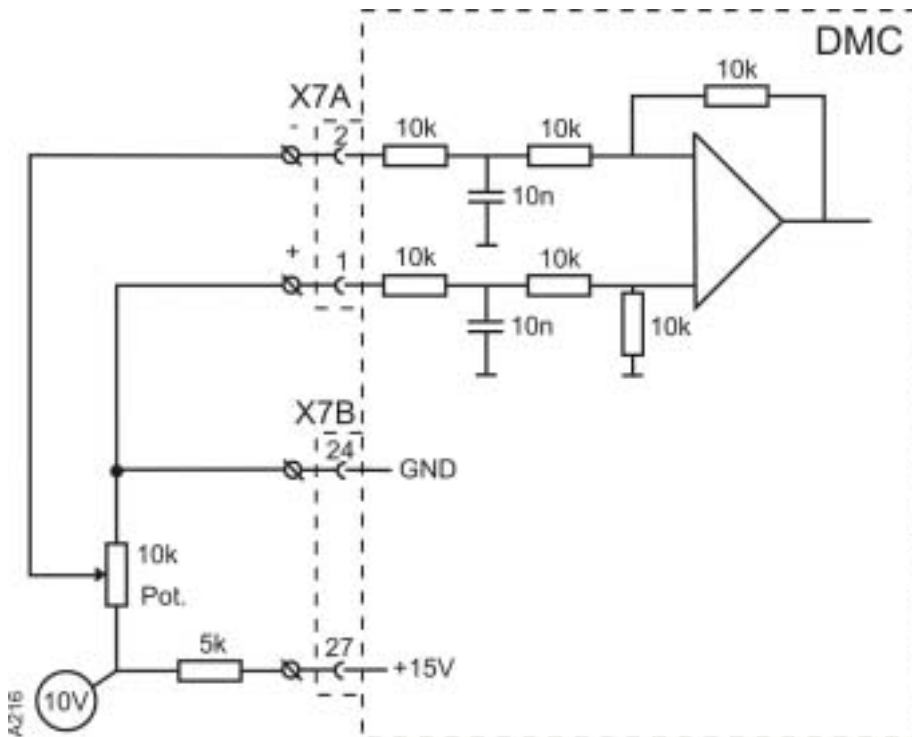 DMC
10k
X7A
- 2 10k 10k
10n
+ 1 10k 10k
10n 10k
X7B
24
GND
10k
Pot.
5k 27
+15V
10V
A216